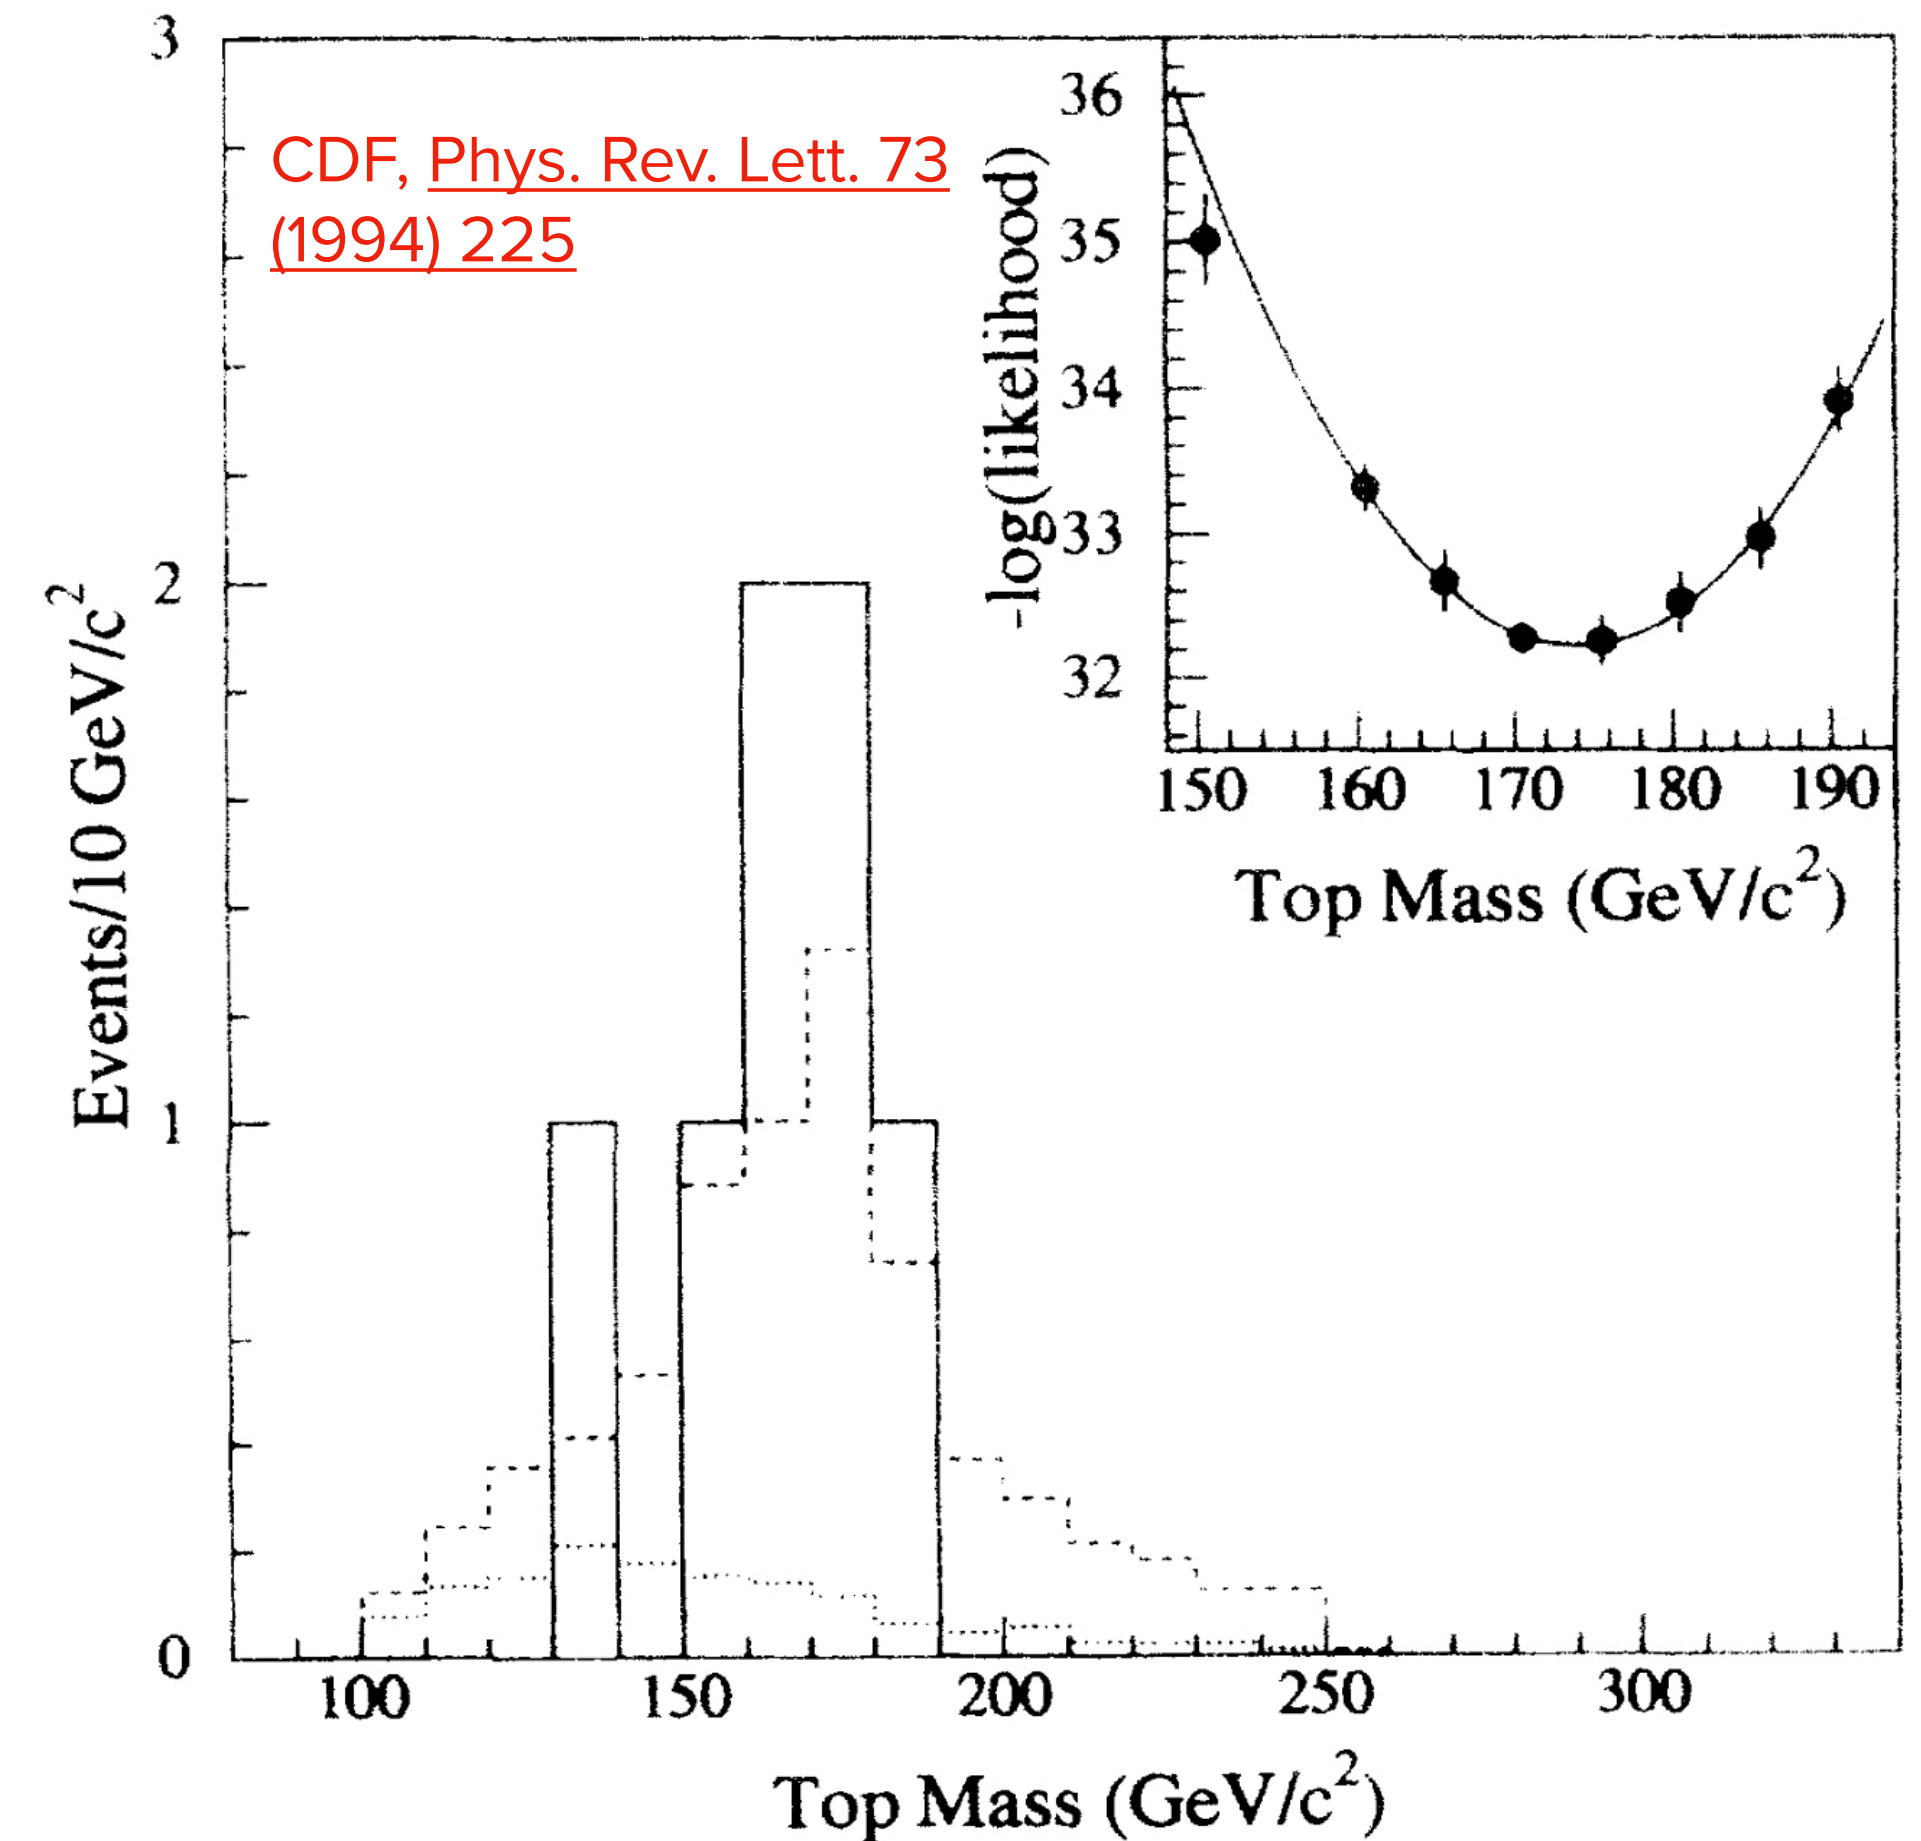 3
CDF, Phys. Rev. Lett. 73
(1994) 225
36
35
34
33
32
-log(likelihood)
150 160 170 180 190
Top Mass (GeV/c²)
2
1
0
Events/10 GeV/c²
100 150 200 250 300
Top Mass (GeV/c²)